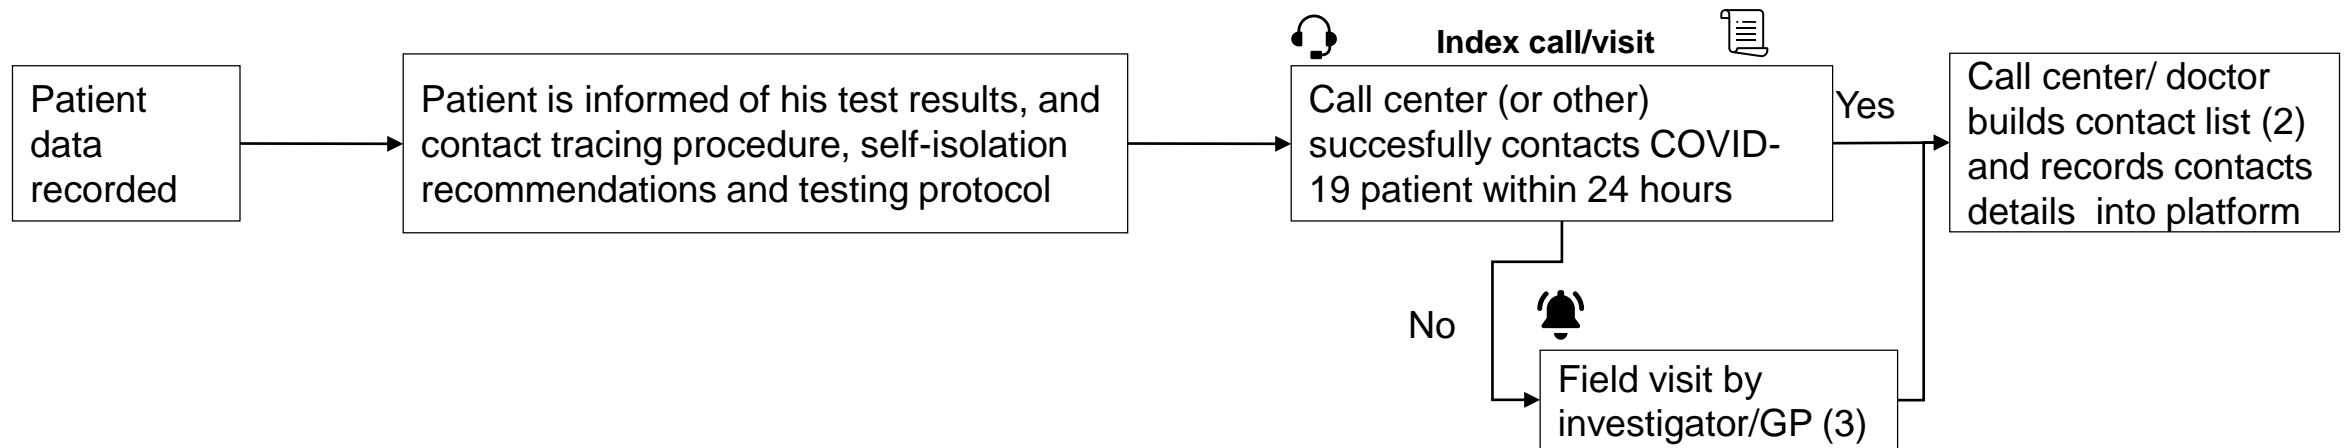 Patient
data
recorded
Patient is informed of his test results, and
contact tracing procedure, self-isolation
recommendations and testing protocol
Index call/visit
Call center (or other)
succesfully contacts COVID-
19 patient within 24 hours
Yes
Call center/ doctor
builds contact list (2)
and records contacts
details into platform
No
Field visit by
investigator/GP (3)